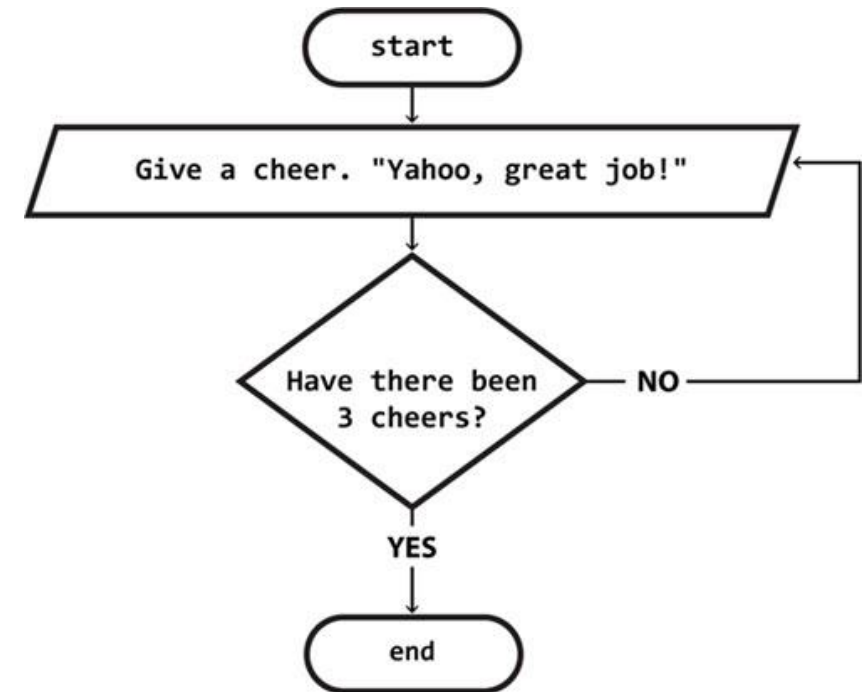 start
Give a cheer. "Yahoo, great job!"
Have there been
3 cheers?
NO
YES
end